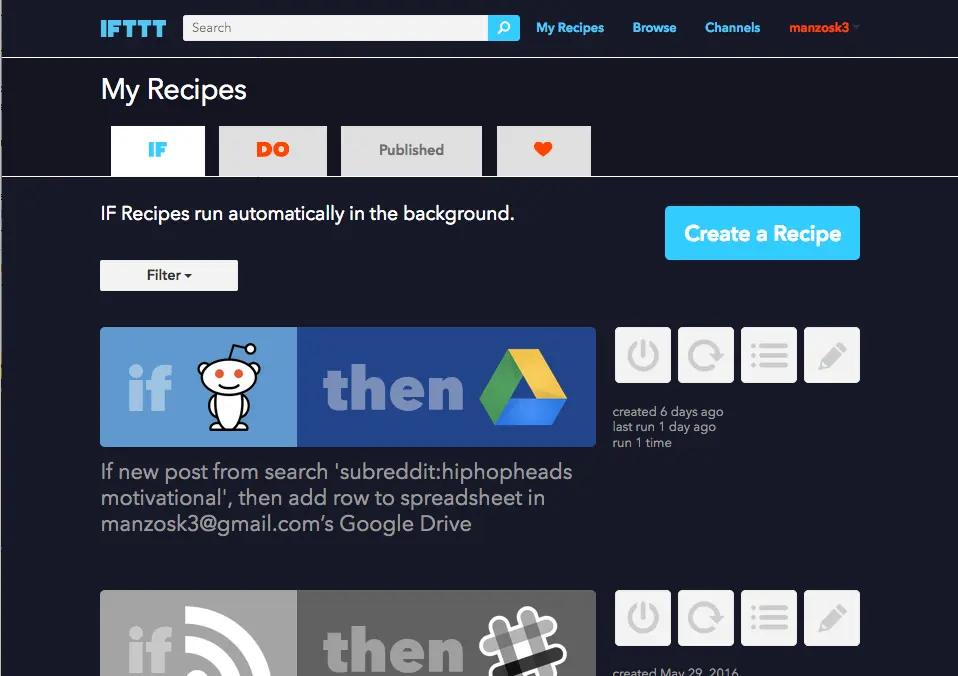 IFTTT
Search
My Recipes
Browse
Channels
manzosk3
My Recipes
IF
DO
Published
IF Recipes run automatically in the background.
Create a Recipe
Filter
if
then
created 6 days ago
last run 1 day ago
run 1 time
If new post from search 'subreddit:hiphopheads
motivational', then add row to spreadsheet in
manzosk3@gmail.com’s Google Drive
if
then
created May 29, 2016